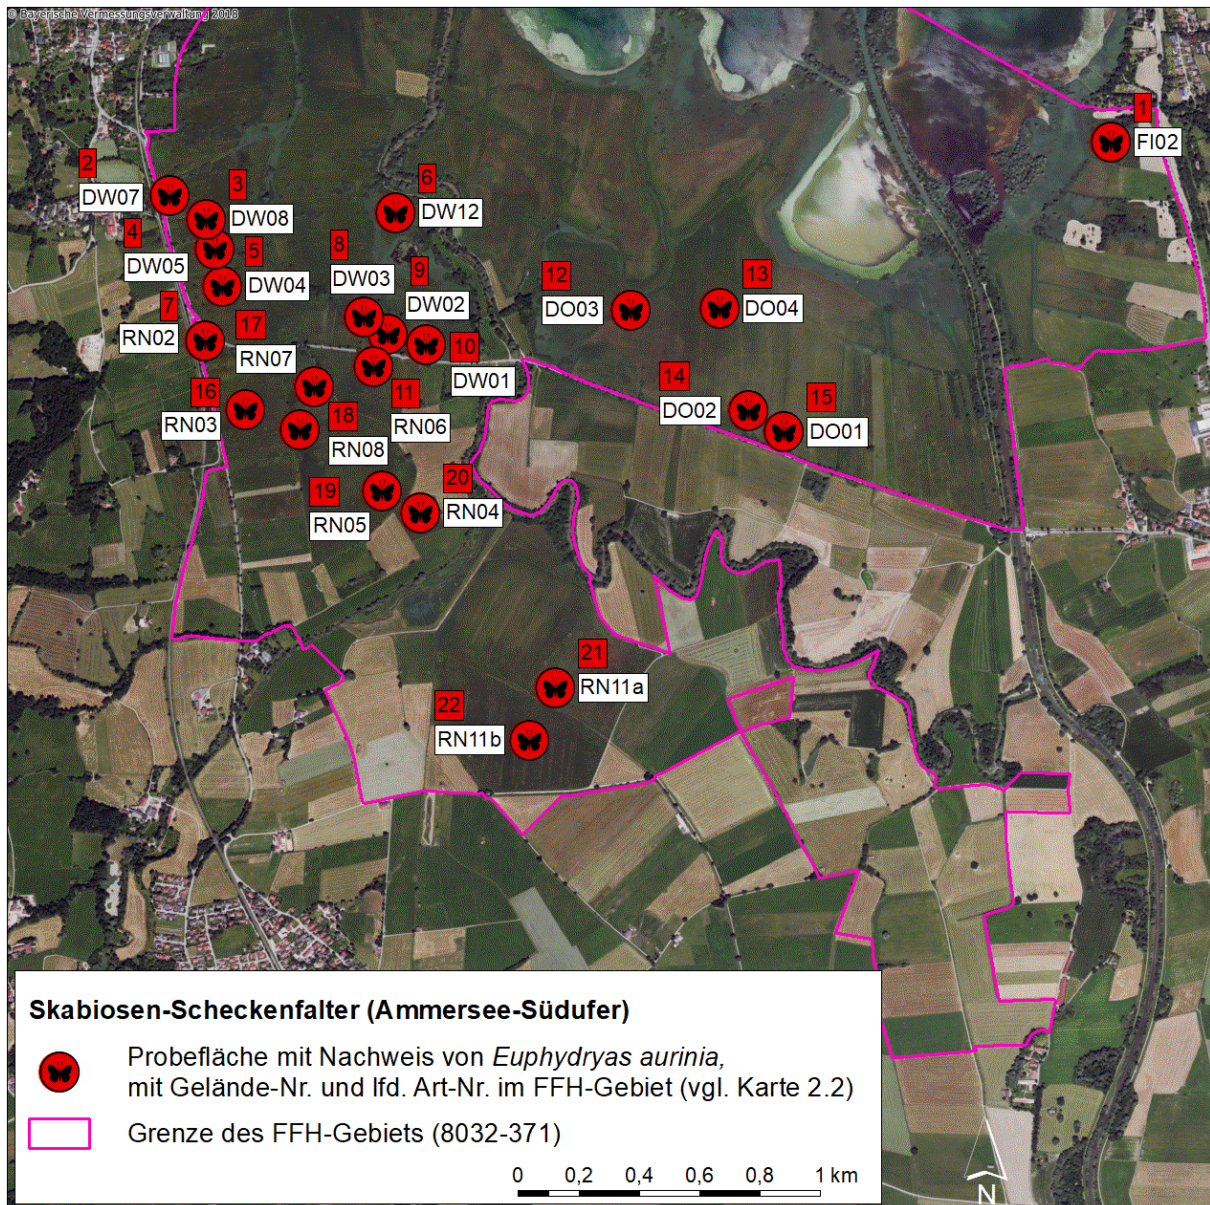 © Bayerische Vermessungsverwaltung 2018
1
FI02
2
DW07
3
DW08
4
DW05
5
DW04
6
DW12
7
RN02
8
DW03
9
DW02
10
DW01
11
RN06
12
DO03
13
DO04
14
DO02
15
DO01
16
RN03
17
RN07
18
RN08
19
RN05
20
RN04
21
RN11a
22
RN11b
Skabiosen-Scheckenfalter (Ammersee-Südufer)
Probefläche mit Nachweis von Euphydryas aurinia,
mit Gelände-Nr. und lfd. Art-Nr. im FFH-Gebiet (vgl. Karte 2.2)
Grenze des FFH-Gebiets (8032-371)
0 0,2 0,4 0,6 0,8 1 km
N